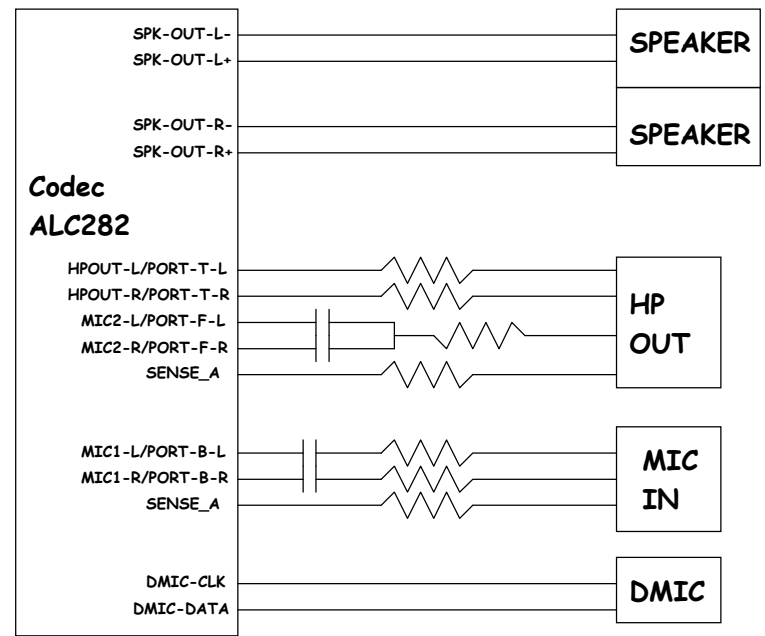 SPK-OUT-L-
SPK-OUT-L+
SPEAKER
SPK-OUT-R-
SPK-OUT-R+
SPEAKER
Codec
ALC282
HPOUT-L/PORT-T-L
HPOUT-R/PORT-T-R
MIC2-L/PORT-F-L
MIC2-R/PORT-F-R
SENSE_A
HP
OUT
MIC1-L/PORT-B-L
MIC1-R/PORT-B-R
SENSE_A
MIC
IN
DMIC-CLK
DMIC-DATA
DMIC